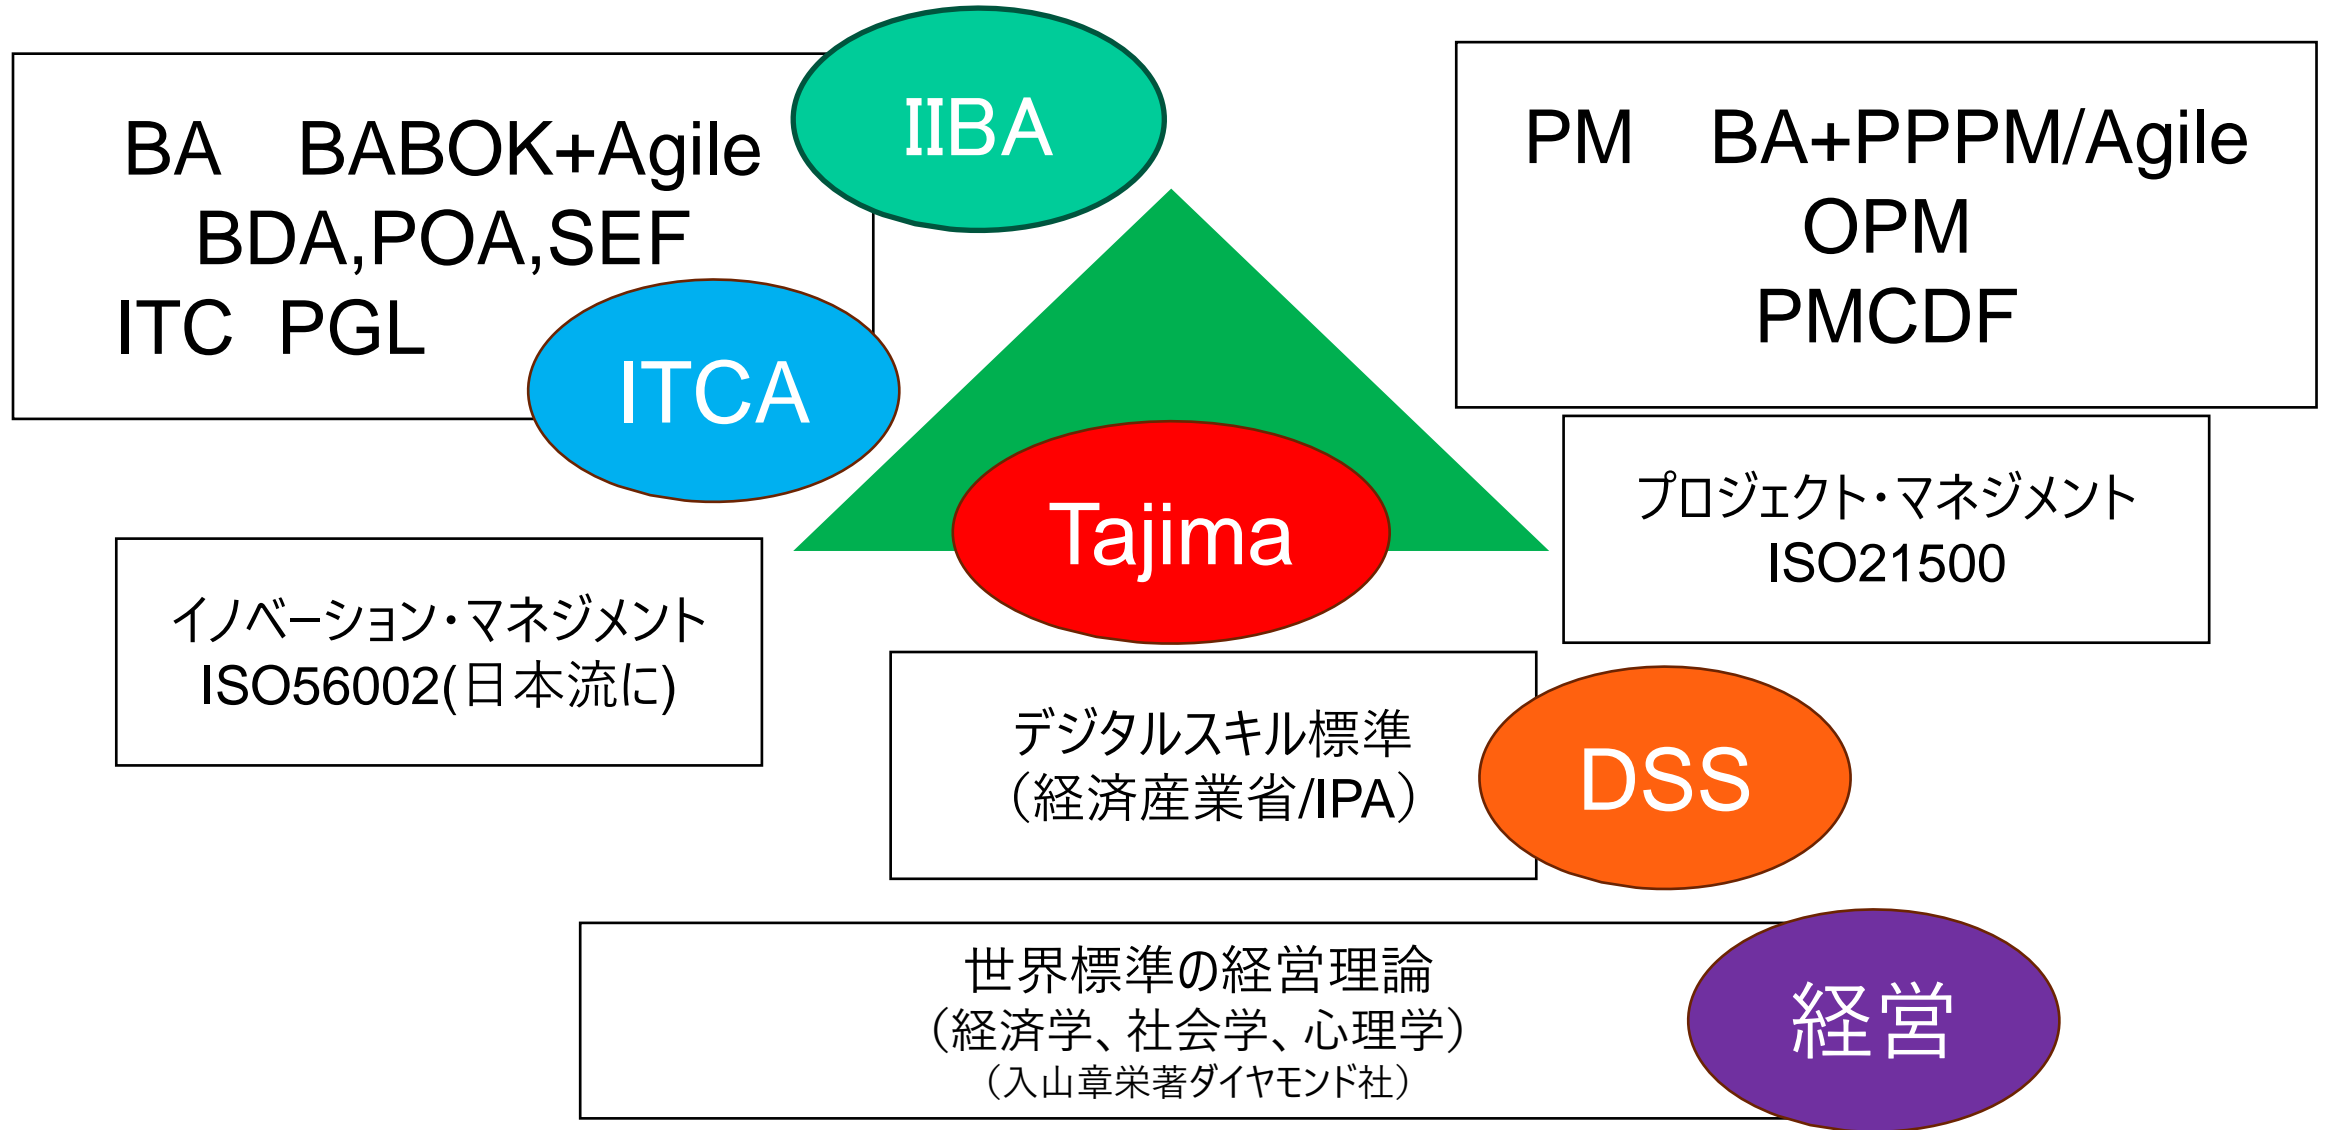 IIBA
BA BABOK+Agile
BDA,POA,SEF
ITC PGL
ITCA
PM BA+PPPM/Agile
OPM
PMCDF
Tajima
プロジェクト・マネジメント
ISO21500
イノベーション・マネジメント
ISO56002(日本流に)
デジタルスキル標準
（経済産業省/IPA）
DSS
世界標準の経営理論
（経済学、社会学、心理学）
（入山章栄著ダイヤモンド社）
経営